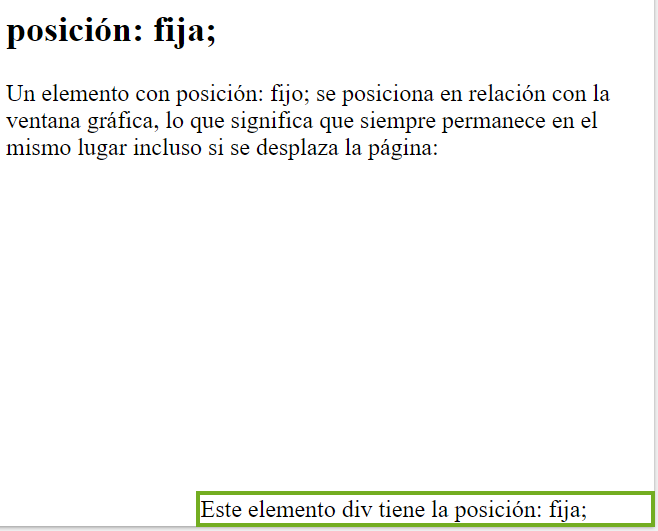 posición: fija;
Un elemento con posición: fijo; se posiciona en relación con la
ventana gráfica, lo que significa que siempre permanece en el
mismo lugar incluso si se desplaza la página:
Este elemento div tiene la posición: fija;